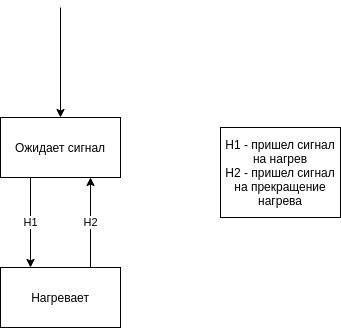 Ожидает сигнал
H1 - пришел сигнал
на нагрев
H2 - пришел сигнал
на прекращение
нагрева
H1
H2
Нагревает